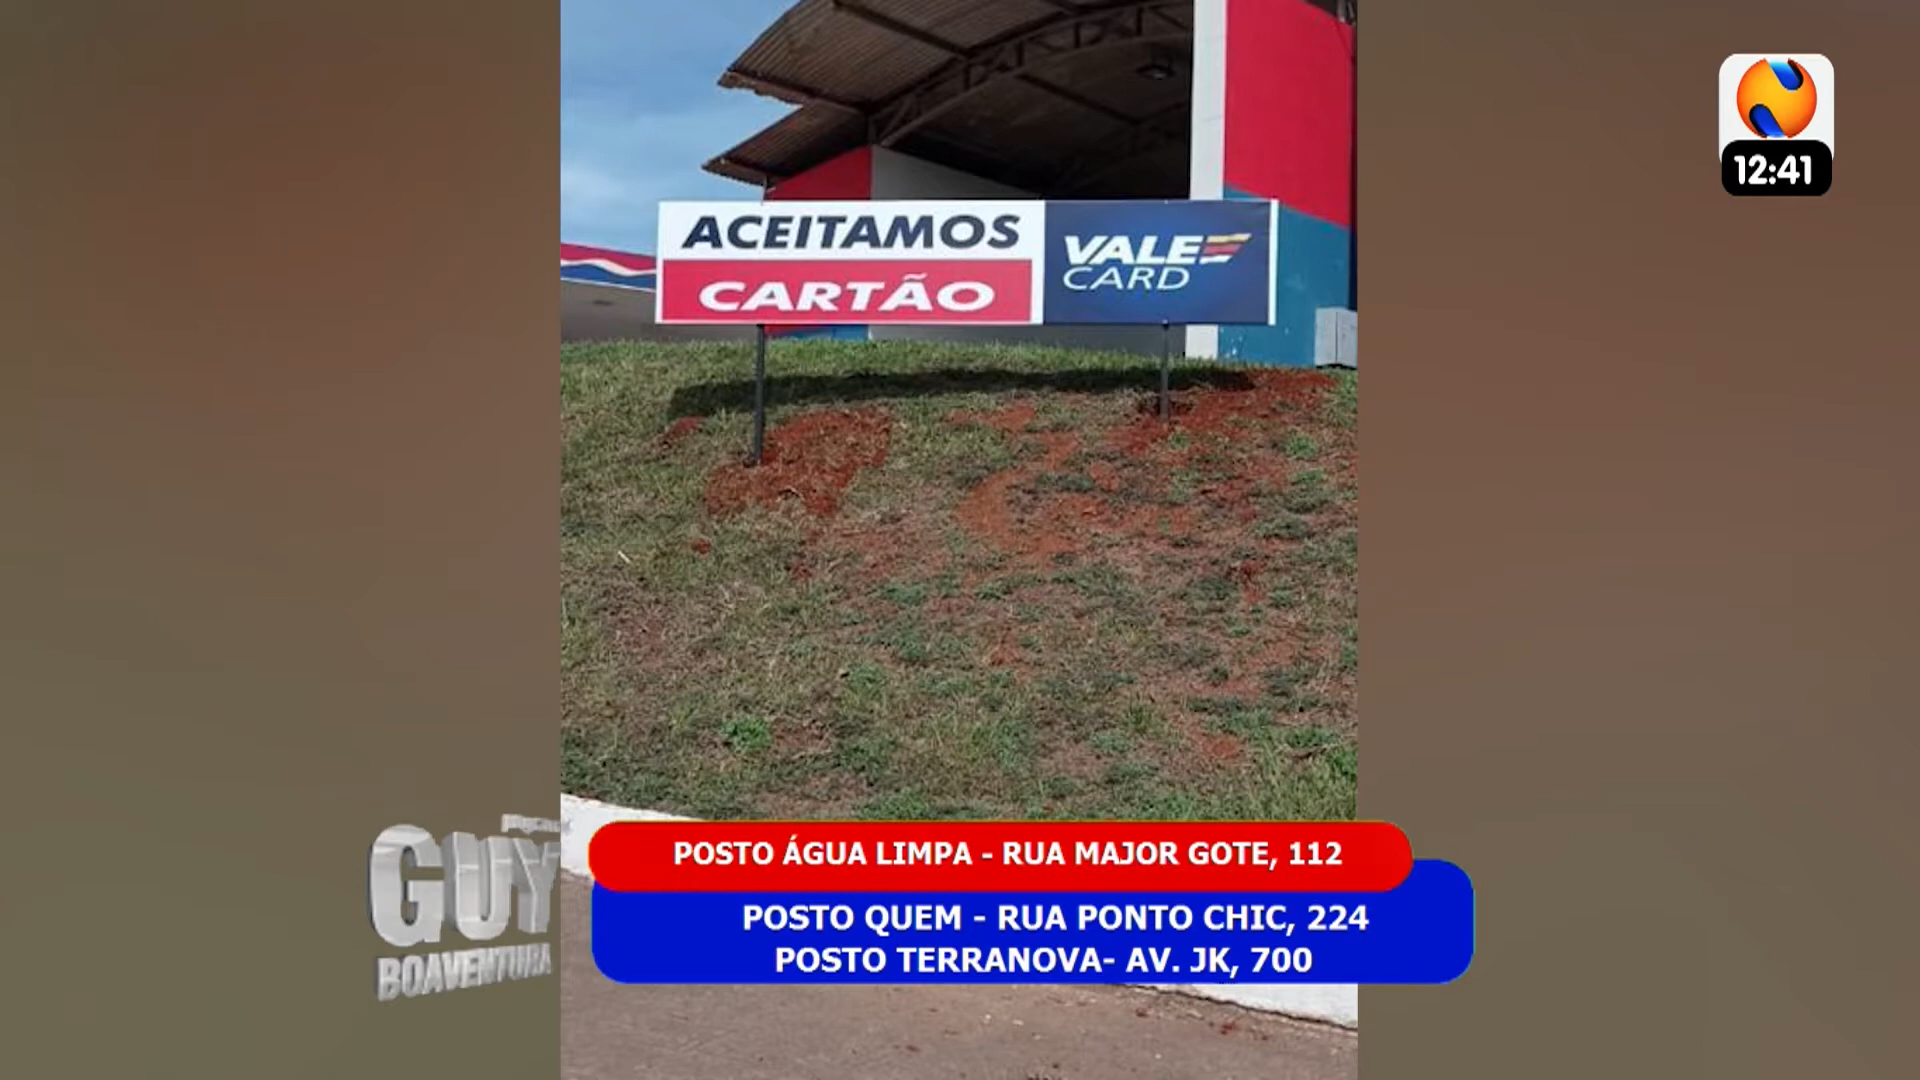 12:41
ACEITAMOS
CARTÃO
VALE
CARD
GUY
BOAVENTURA
POSTO ÁGUA LIMPA - RUA MAJOR GOTE, 112
POSTO QUEM - RUA PONTO CHIC, 224
POSTO TERRANOVA- AV. JK, 700